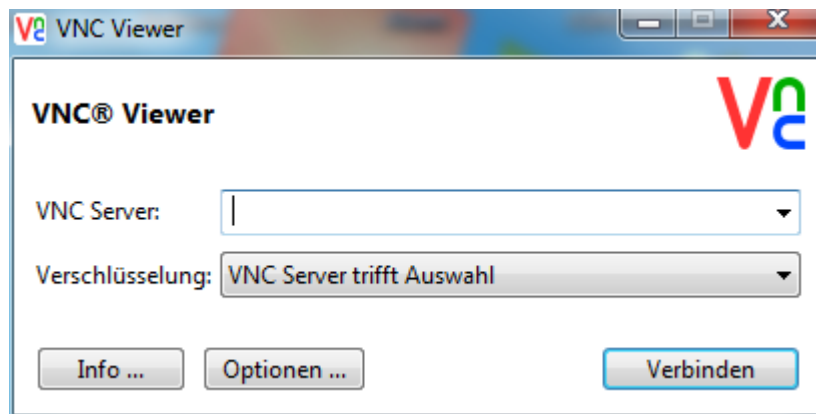 VNC Viewer
VNC® Viewer
VNC Server:
Verschlüsselung: VNC Server trifft Auswahl
Info ... Optionen ... Verbinden